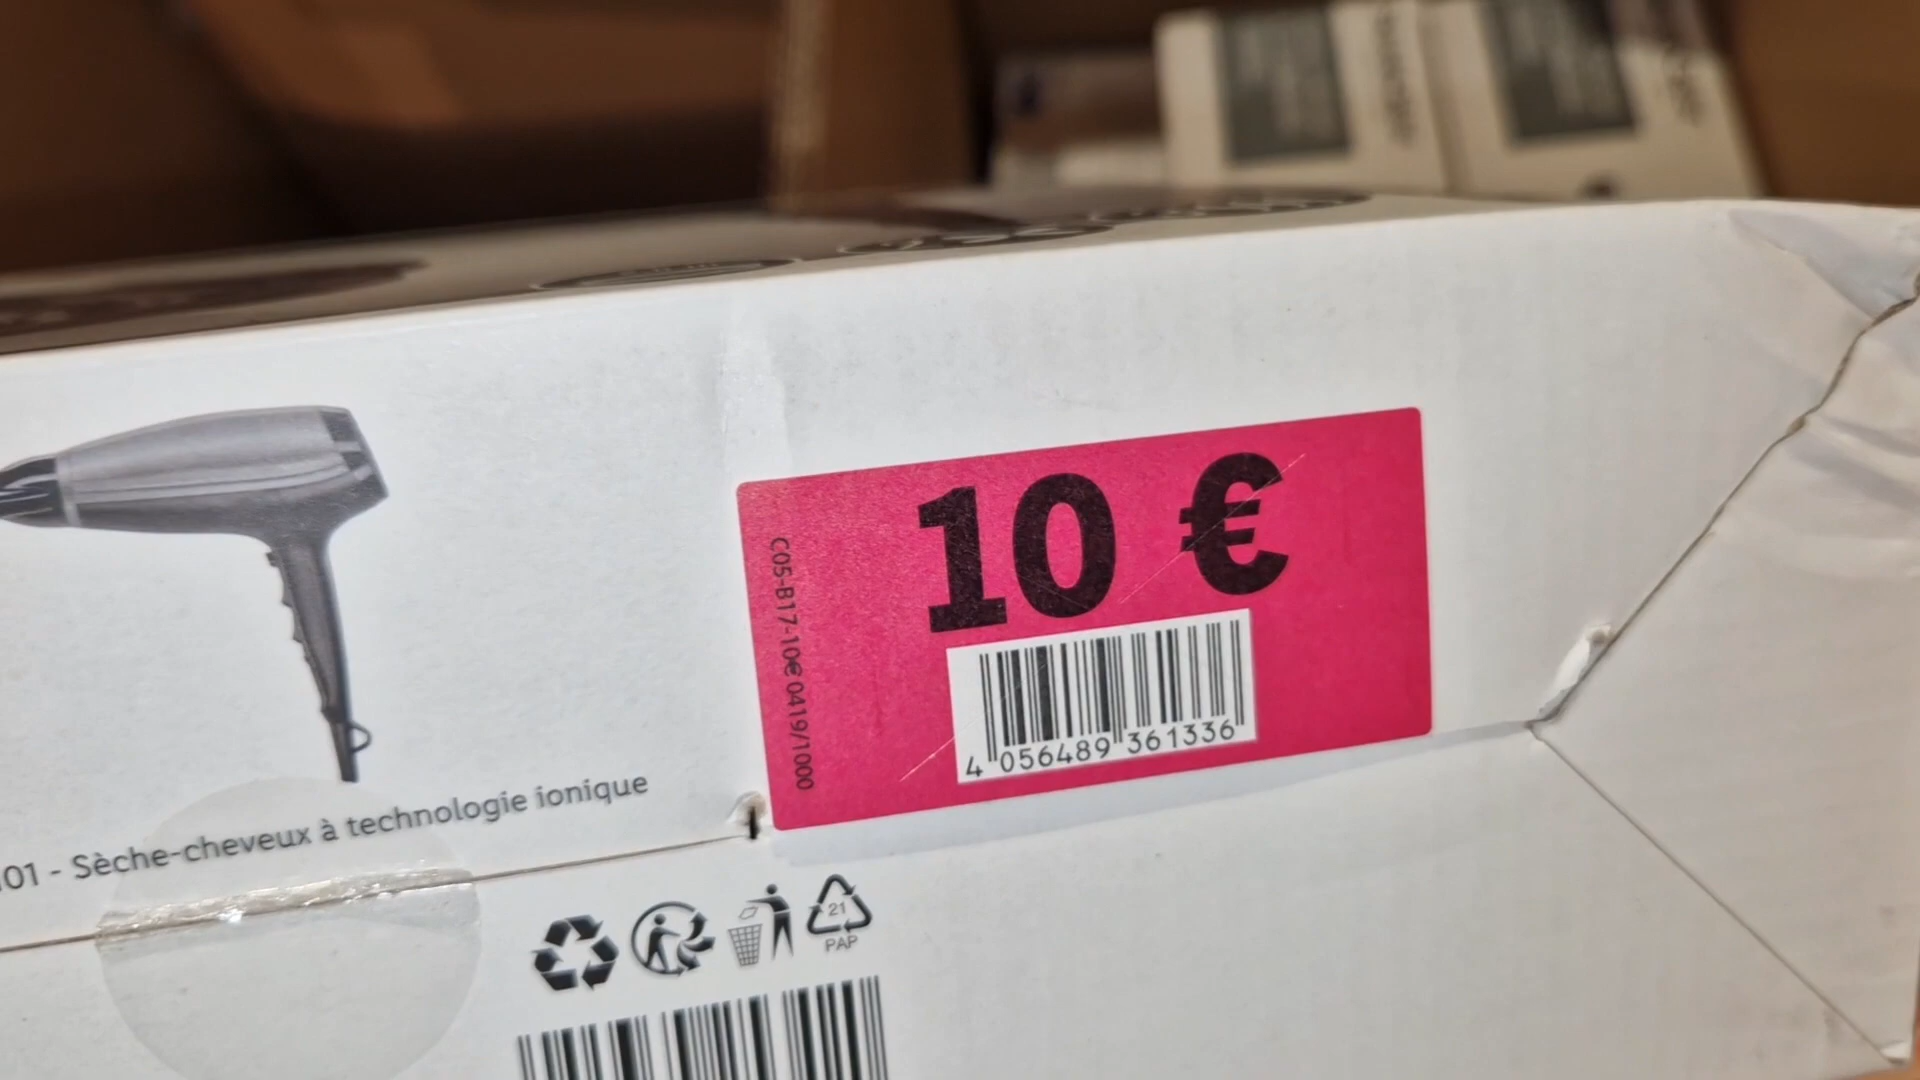 10 €
C05-B17-10€ 0419/1000
4 056489 361336
01 - Sèche-cheveux à technologie ionique
21
PAP